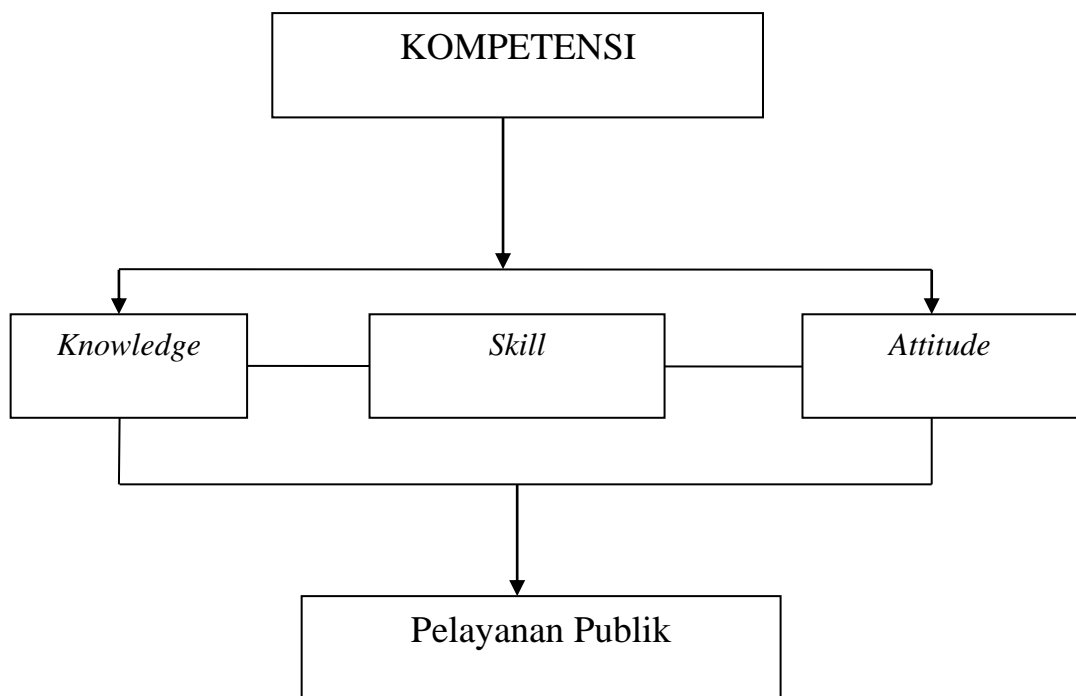 KOMPETENSI
Knowledge
Skill
Attitude
Pelayanan Publik